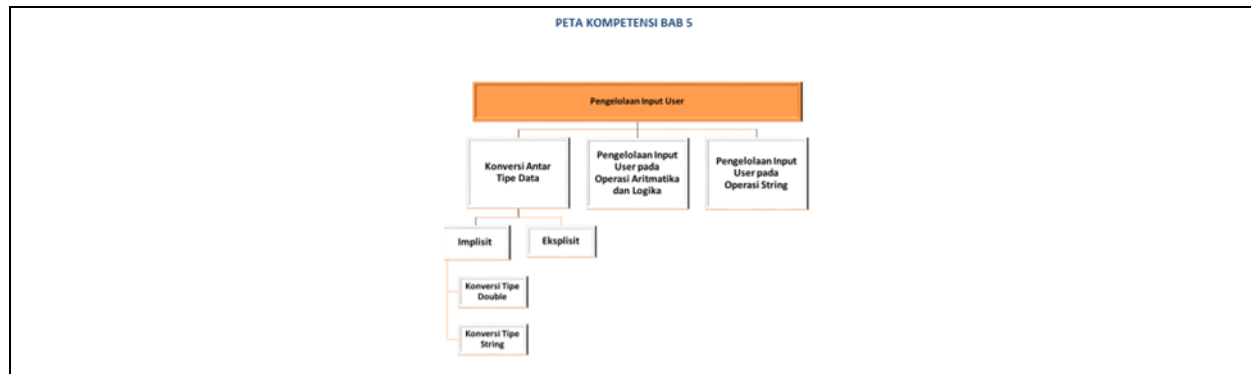 PETA KOMPETENSI BAB 5
Pengelolaan Input User
Konversi Antar
Tipe Data
Pengelolaan Input
User pada
Operasi Aritmatika
dan Logika
Pengelolaan Input
User pada
Operasi String
Implisit
Eksplisit
Konversi Tipe
Double
Konversi Tipe
String